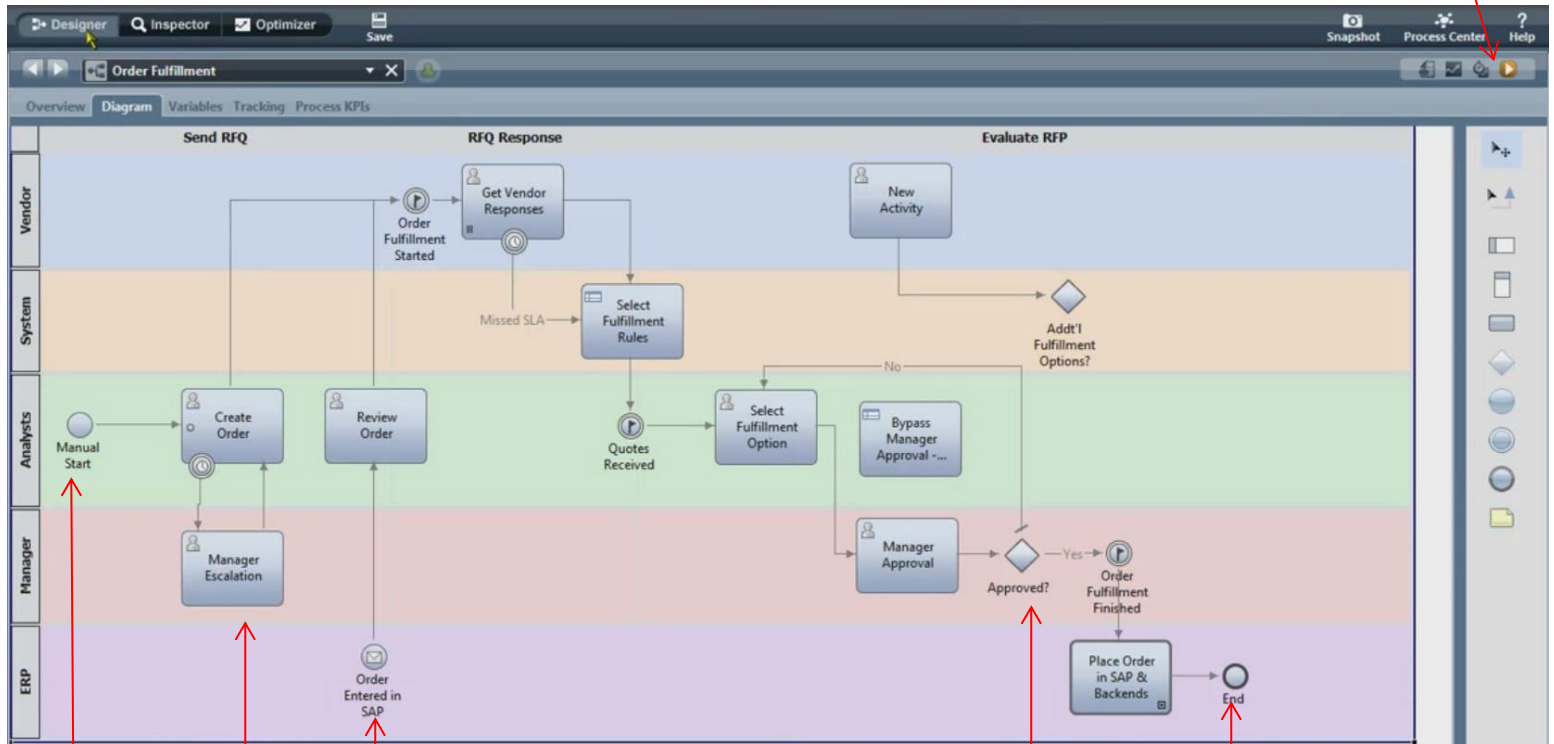 Designer Inspector Optimizer
Save
Snapshot Process Center Help
Order Fulfillment
Overview Diagram Variables Tracking Process KPIs
Send RFQ RFQ Response Evaluate RFP
Vendor
Get Vendor
Responses
Order
Fulfillment
Started
New
Activity
System
Missed SLA
Select
Fulfillment
Rules
Addt'l
Fulfillment
Options?
No
Analysts
Manual
Start
Create
Order
Review
Order
Quotes
Received
Select
Fulfillment
Option
Bypass
Manager
Approval -...
Manager
Manager
Escalation
Manager
Approval
Approved?
Yes
Order
Fulfillment
Finished
ERP
Order
Entered in
SAP
Place Order
in SAP &
Backends
End